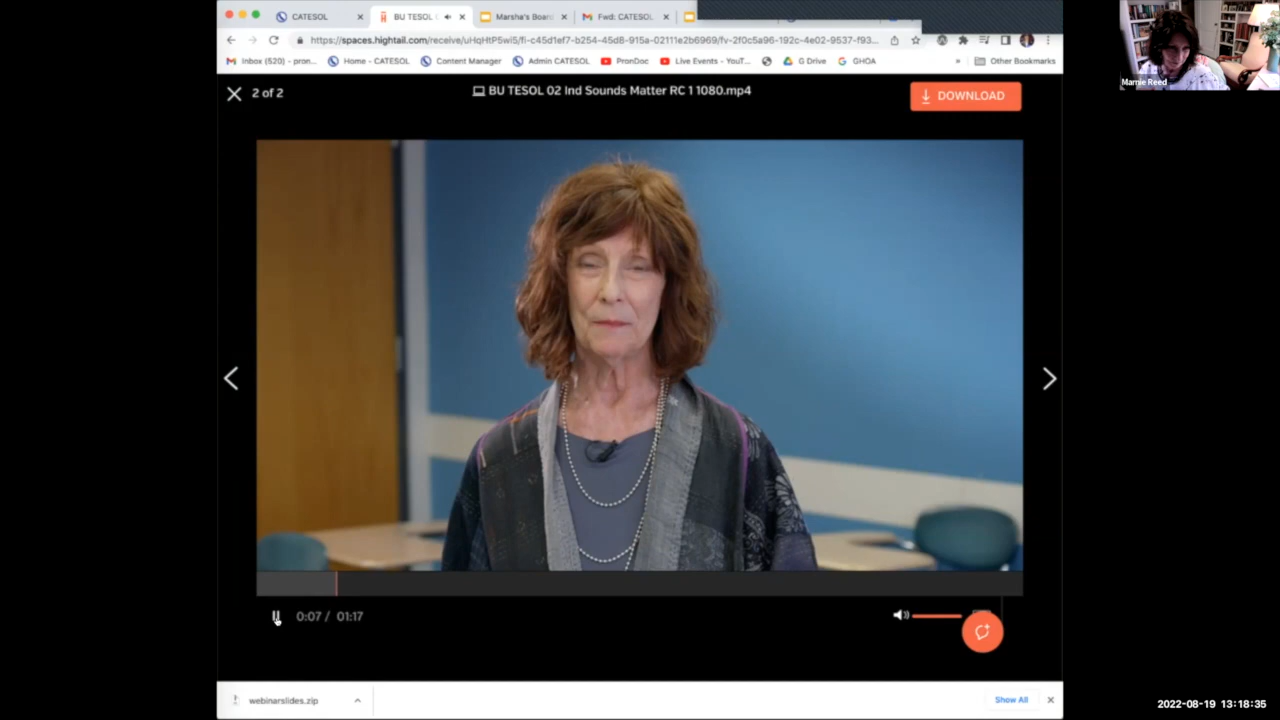 CATESOL
BU TESOL
Marsha's Board
Fwd: CATESOL
https://spaces.hightail.com/receive/uHqHtP5wi5/fi-c45d1ef7-b254-45d8-915a-02111e2b6969/fv-2f0c5a96-192c-4e02-9537-f93...
Inbox (520) - pron...
Home - CATESOL
Content Manager
Admin CATESOL
PronDoc
Live Events - YouT...
G Drive
GHOA
»
Other Bookmarks
Marnie Reed
2 of 2
BU TESOL 02 Ind Sounds Matter RC 1 1080.mp4
DOWNLOAD
0:07 / 01:17
webinarslides.zip
Show All
2022-08-19 13:18:35